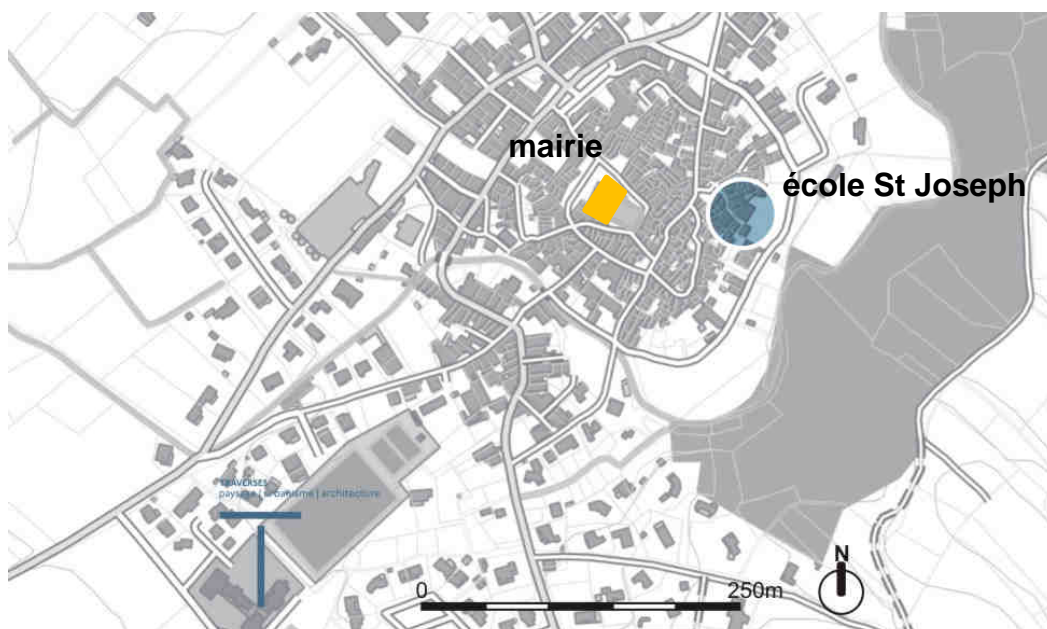 mairie
école St Joseph
TRAVERSES
paysage | urbanisme | architecture
N
0
250m